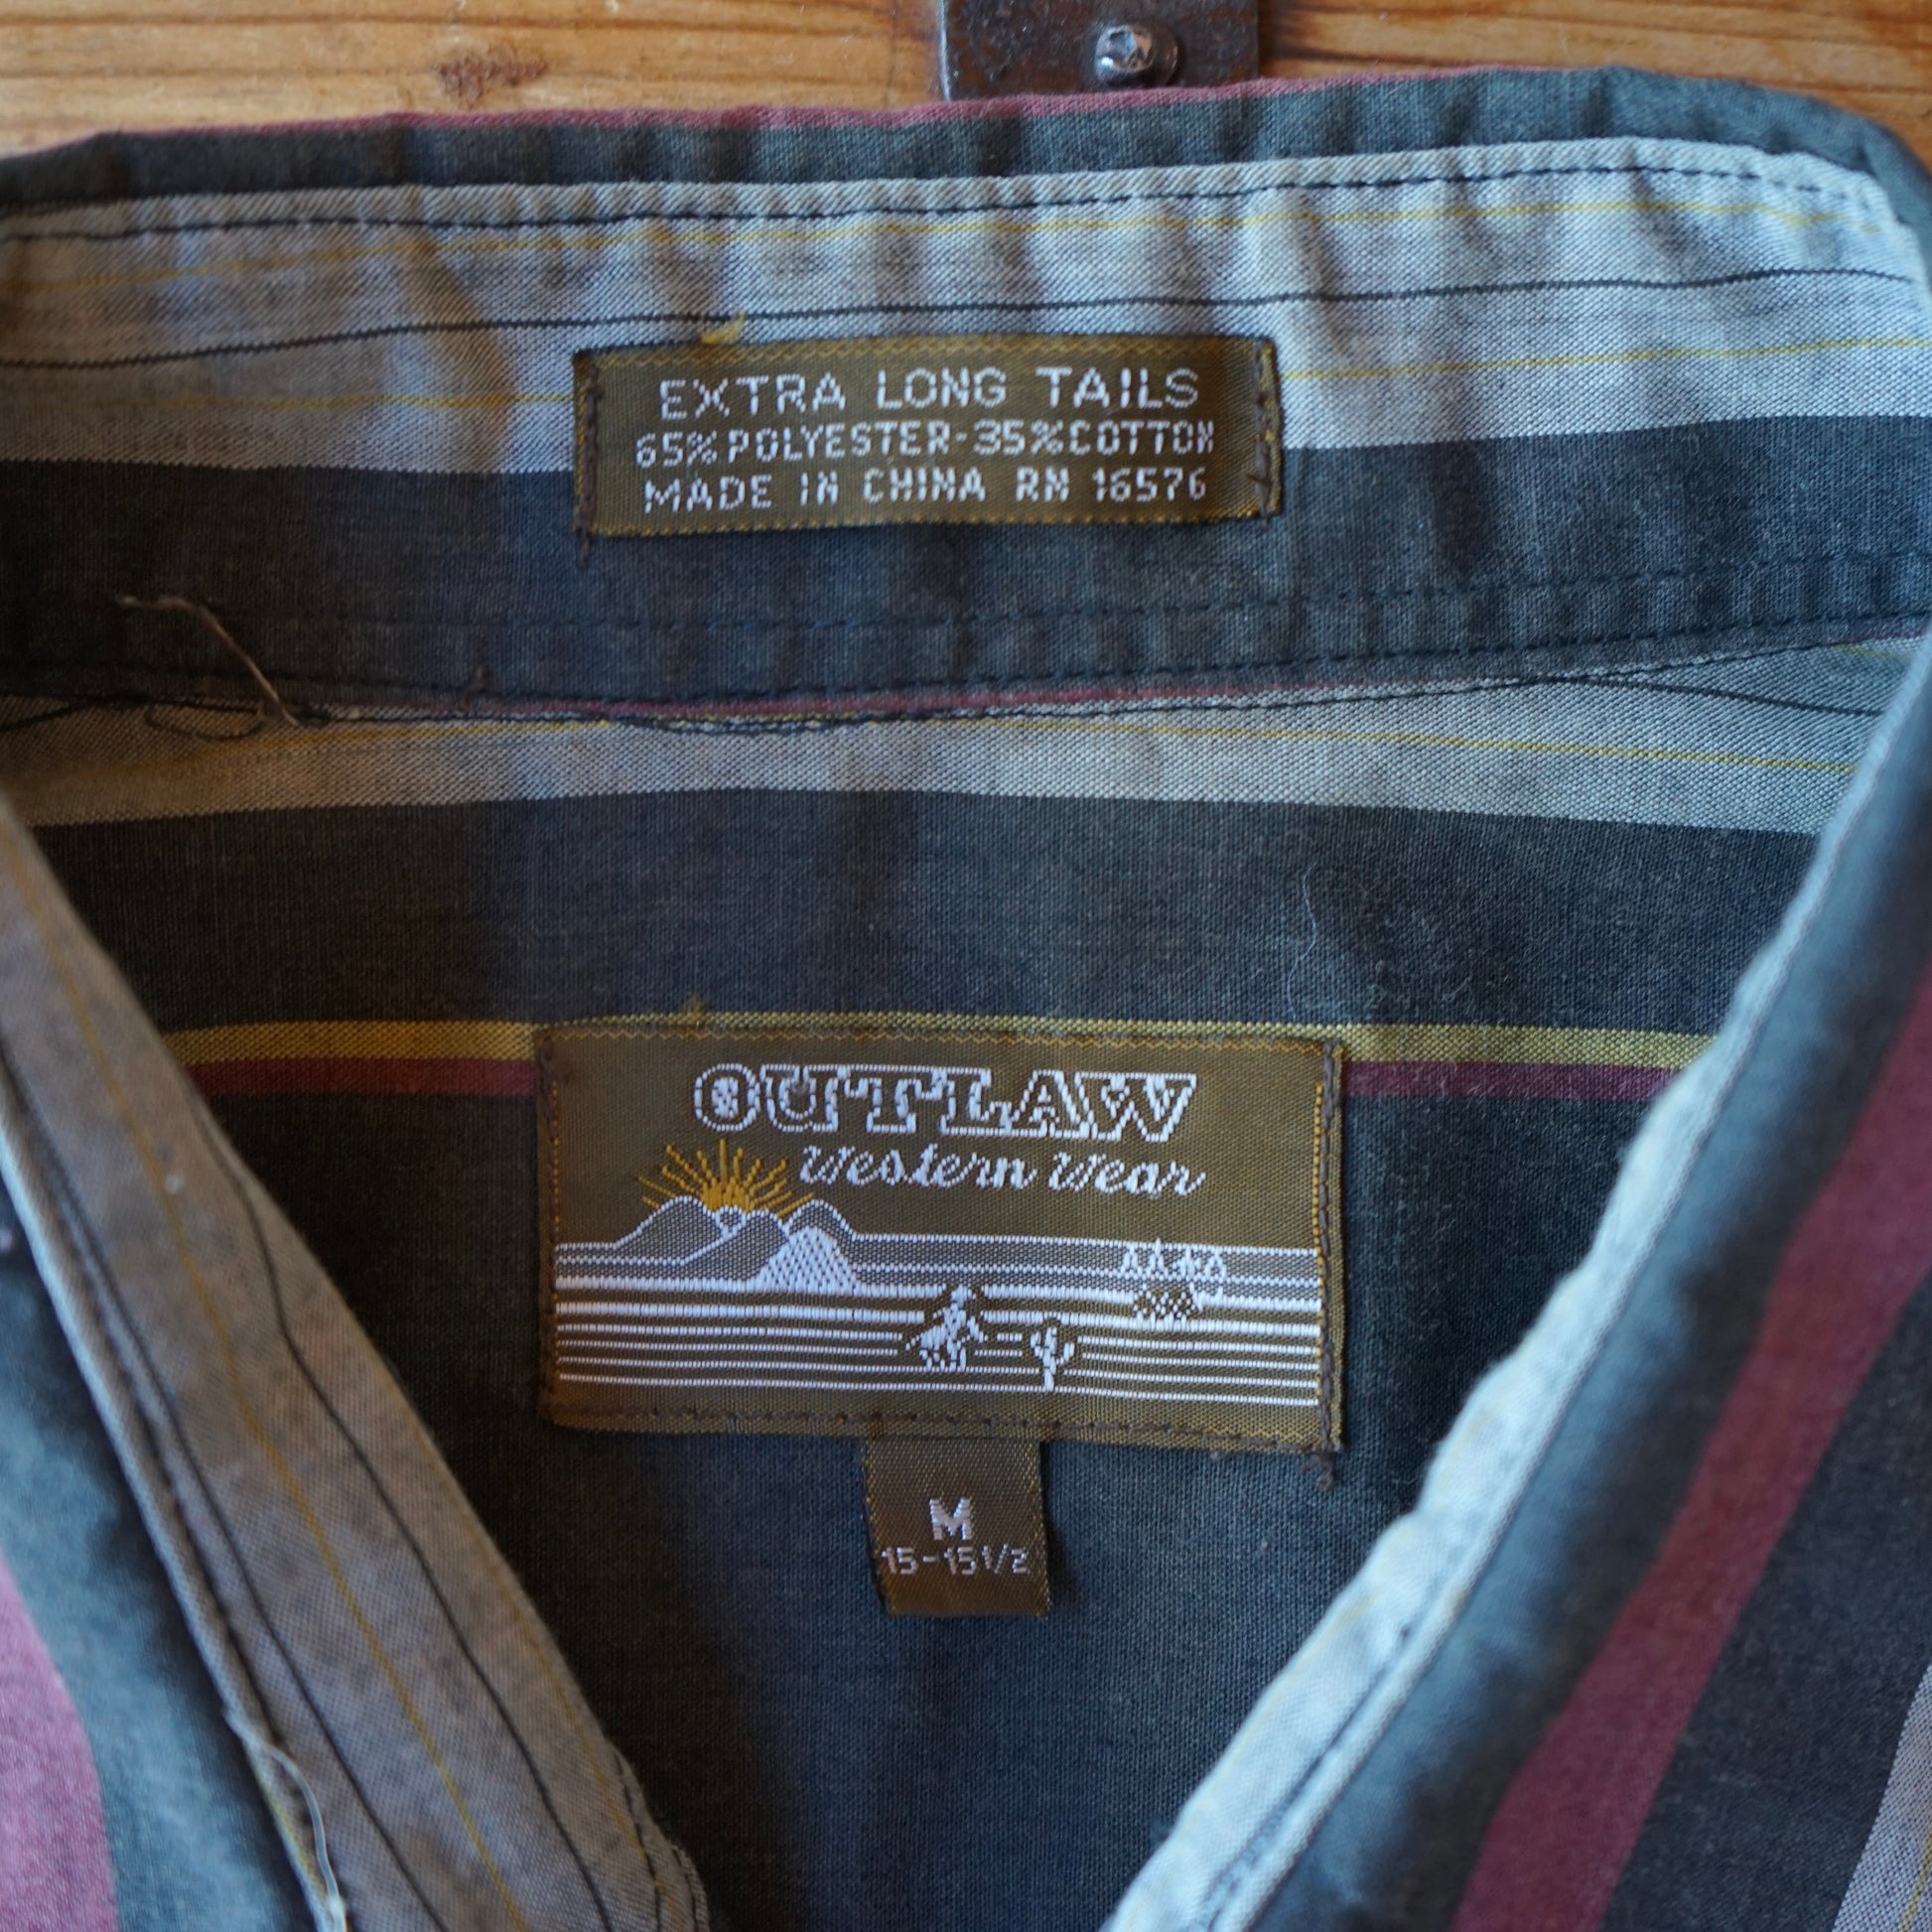 EXTRA LONG TAILS
65% POLYESTER-35% COTTON
MADE IN CHINA RN 16576
OUTLAW
Western Wear
M
15-15 1/2